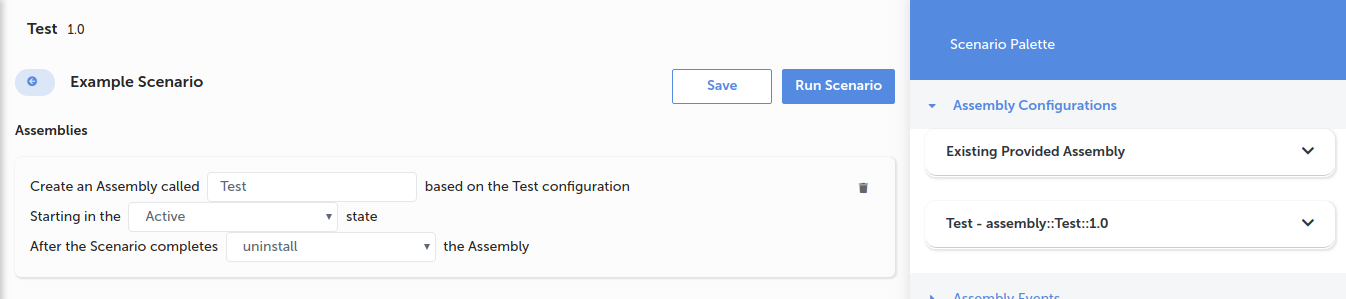 Test 1.0
Scenario Palette
Example Scenario
Save
Run Scenario
Assembly Configurations
Assemblies
Existing Provided Assembly
Create an Assembly called Test based on the Test configuration
Starting in the Active state
Test - assembly::Test::1.0
After the Scenario completes uninstall the Assembly
Assembly Events